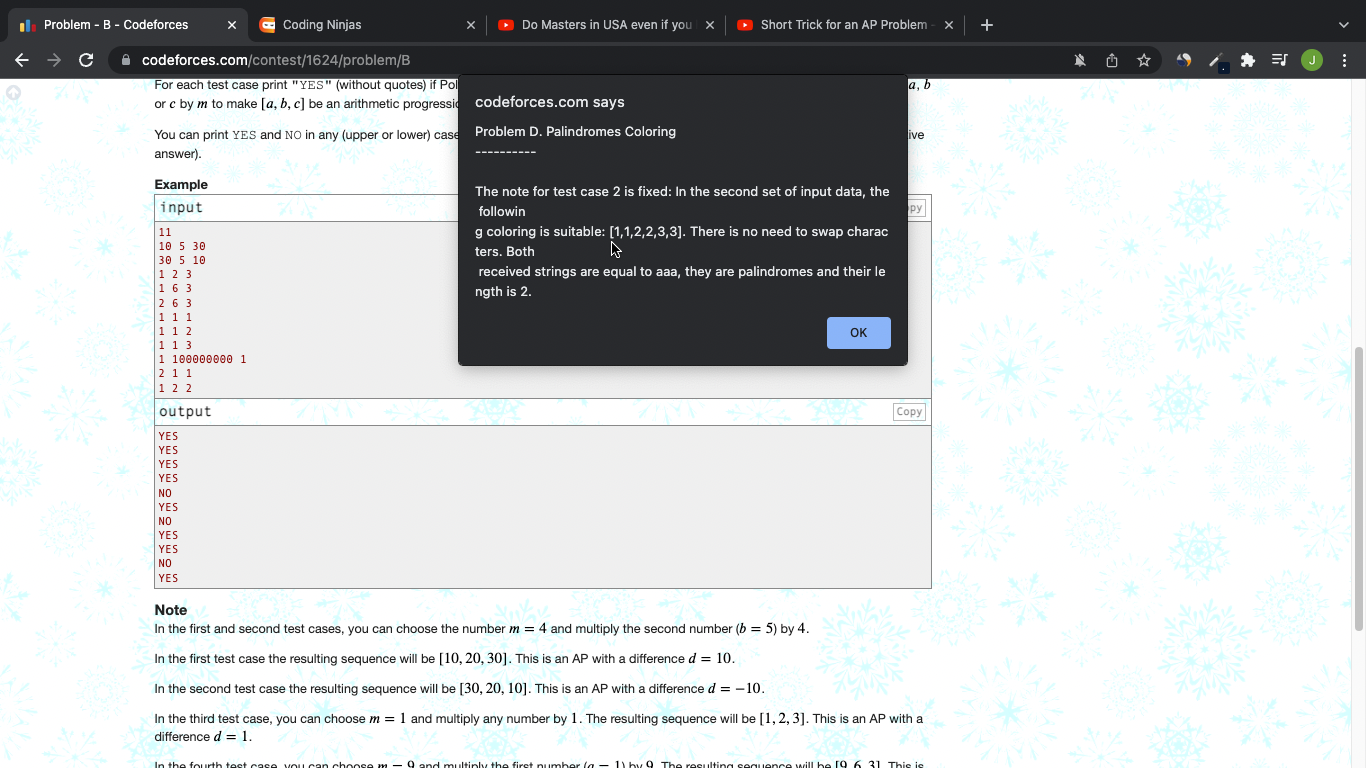 Problem - B - Codeforces
Coding Ninjas
Do Masters in USA even if you
Short Trick for an AP Problem -
codeforces.com/contest/1624/problem/B
J
For each test case print "YES" (without quotes) if Pol
a, b
or c by m to make [a, b, c] be an arithmetic progressio
You can print YES and NO in any (upper or lower) case
ive
answer).
codeforces.com says
Problem D. Palindromes Coloring
----------
The note for test case 2 is fixed: In the second set of input data, the
followin
g coloring is suitable: [1,1,2,2,3,3]. There is no need to swap charac
ters. Both
received strings are equal to aaa, they are palindromes and their le
ngth is 2.
OK
Example
input
py
11
10 5 30
30 5 10
1 2 3
1 6 3
2 6 3
1 1 1
1 1 2
1 1 3
1 100000000 1
2 1 1
1 2 2
output
Copy
YES
YES
YES
YES
NO
YES
NO
YES
YES
NO
YES
Note
In the first and second test cases, you can choose the number m = 4 and multiply the second number (b = 5) by 4.
In the first test case the resulting sequence will be [10, 20, 30]. This is an AP with a difference d = 10.
In the second test case the resulting sequence will be [30, 20, 10]. This is an AP with a difference d = −10.
In the third test case, you can choose m = 1 and multiply any number by 1. The resulting sequence will be [1, 2, 3]. This is an AP with a
difference d = 1.
In the fourth test case, you can choose m = 9 and multiply the first number (a = 1) by 9. The resulting sequence will be [9, 6, 3]. This is